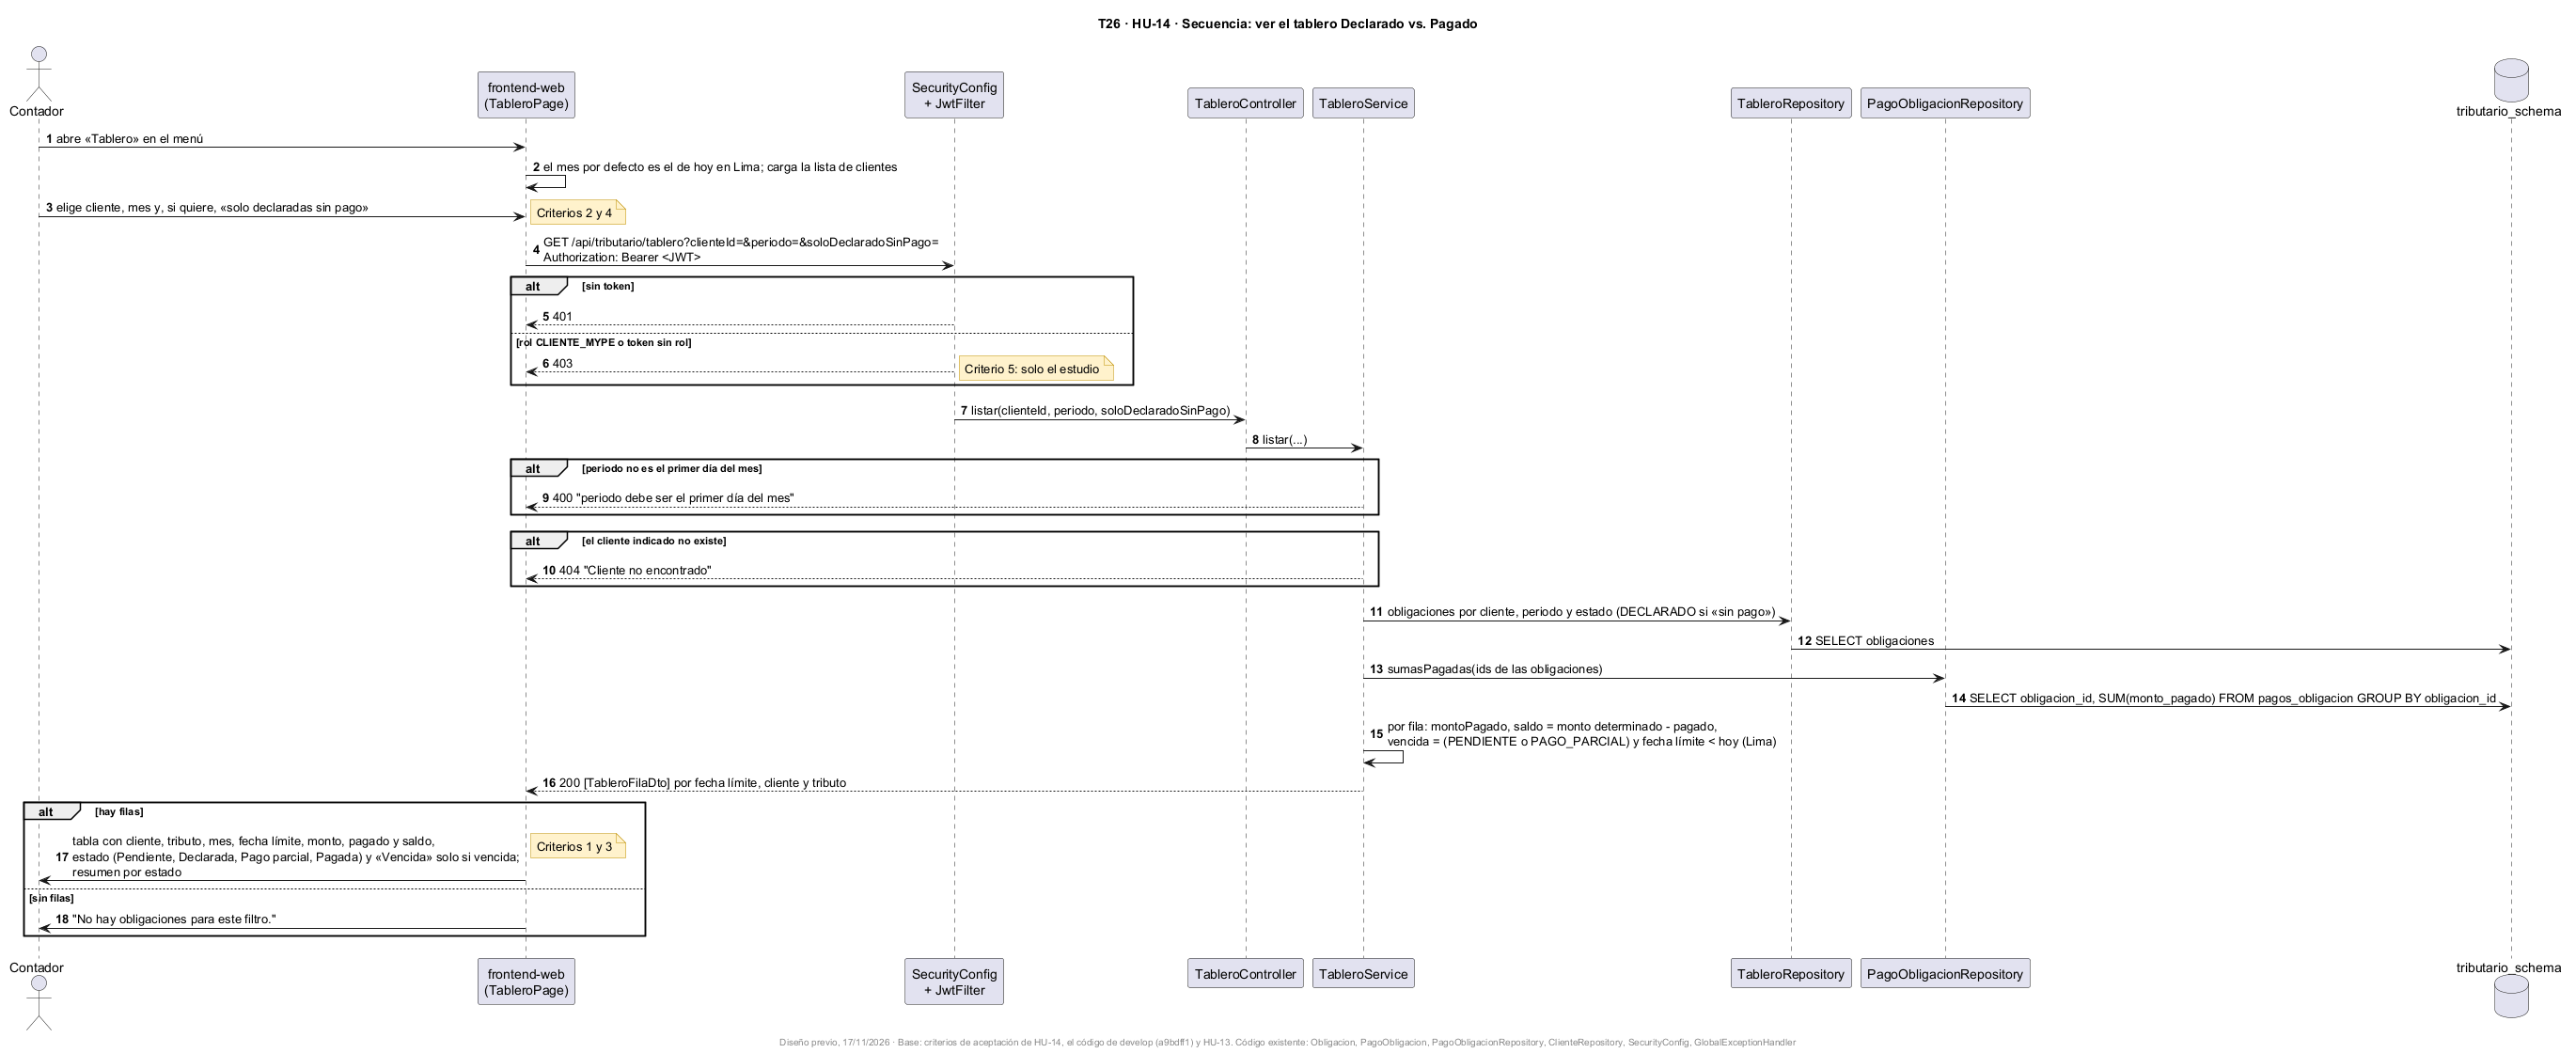 T26 · HU-14 · Secuencia: ver el tablero Declarado vs. Pagado
Contador
frontend-web
(TableroPage)
SecurityConfig
+ JwtFilter
TableroController
TableroService
TableroRepository
PagoObligacionRepository
tributario_schema
1 abre «Tablero» en el menú
2 el mes por defecto es el de hoy en Lima; carga la lista de clientes
3 elige cliente, mes y, si quiere, «solo declaradas sin pago»
Criterios 2 y 4
4 GET /api/tributario/tablero?clienteId=&periodo=&soloDeclaradoSinPago=
Authorization: Bearer <JWT>
alt [sin token]
5 401
[rol CLIENTE_MYPE o token sin rol]
6 403
Criterio 5: solo el estudio
7 listar(clienteId, periodo, soloDeclaradoSinPago)
8 listar(...)
alt [periodo no es el primer día del mes]
9 400 "periodo debe ser el primer día del mes"
alt [el cliente indicado no existe]
10 404 "Cliente no encontrado"
11 obligaciones por cliente, periodo y estado (DECLARADO si «sin pago»)
12 SELECT obligaciones
13 sumasPagadas(ids de las obligaciones)
14 SELECT obligacion_id, SUM(monto_pagado) FROM pagos_obligacion GROUP BY obligacion_id
15 por fila: montoPagado, saldo = monto determinado - pagado,
vencida = (PENDIENTE o PAGO_PARCIAL) y fecha límite < hoy (Lima)
16 200 [TableroFilaDto] por fecha límite, cliente y tributo
alt [hay filas]
17 tabla con cliente, tributo, mes, fecha límite, monto, pagado y saldo,
estado (Pendiente, Declarada, Pago parcial, Pagada) y «Vencida» solo si vencida;
resumen por estado
Criterios 1 y 3
[sin filas]
18 "No hay obligaciones para este filtro."
Contador
frontend-web
(TableroPage)
SecurityConfig
+ JwtFilter
TableroController
TableroService
TableroRepository
PagoObligacionRepository
tributario_schema
Diseño previo, 17/11/2026 · Base: criterios de aceptación de HU-14, el código de develop (a9bdff1) y HU-13. Código existente: Obligacion, PagoObligacion, PagoObligacionRepository, ClienteRepository, SecurityConfig, GlobalExceptionHandler